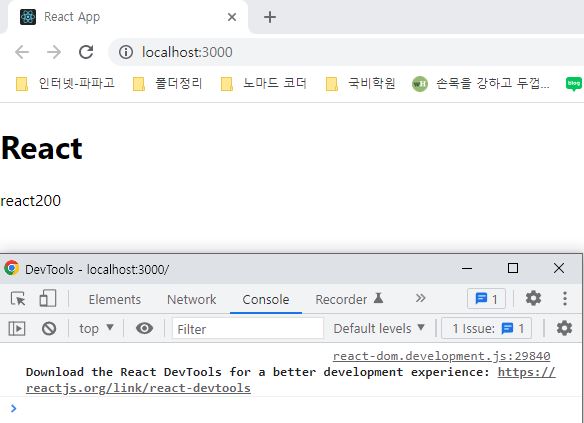 React App
localhost:3000
인터넷-파파고 폴더정리 노마드 코더 국비학원 손목을 강하고 두껍...
React
react200
DevTools - localhost:3000/
Elements Network Console Recorder 1
top Filter Default levels 1 Issue: 1
react-dom.development.js:29840
Download the React DevTools for a better development experience: https://
reactjs.org/link/react-devtools